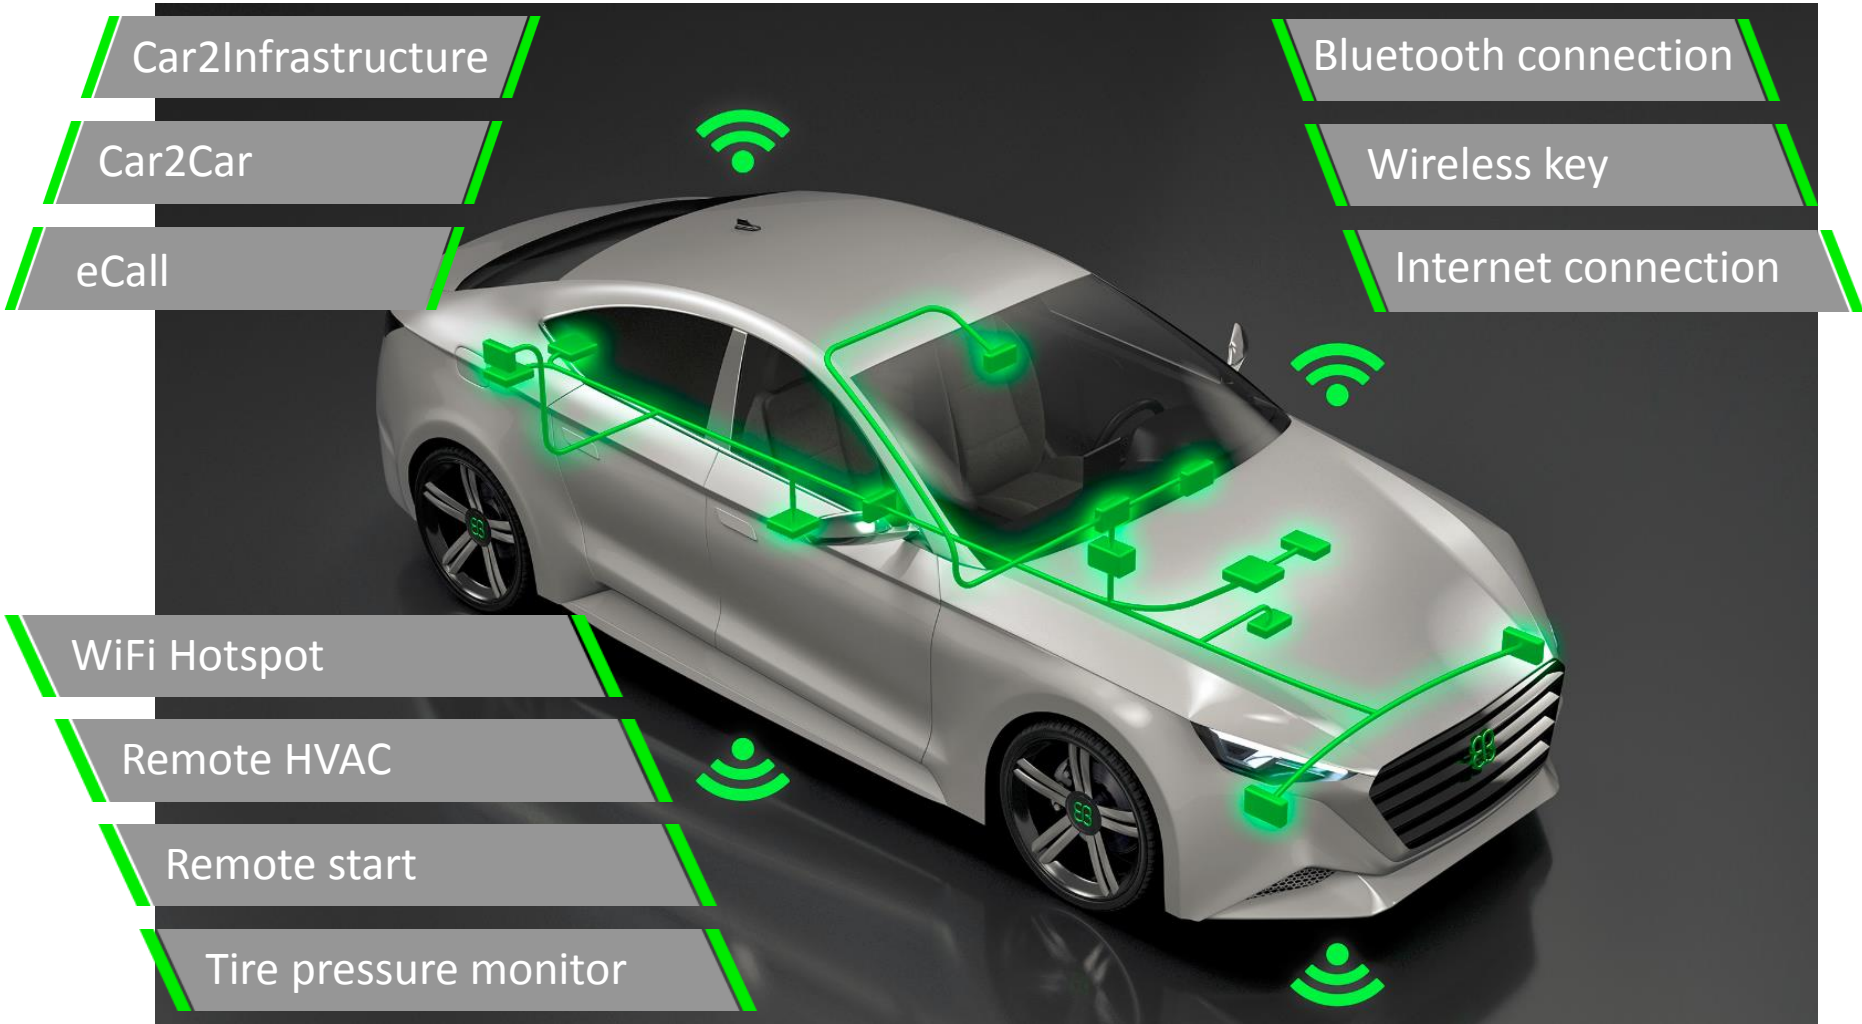 Car2Infrastructure
Car2Car
eCall
Bluetooth connection
Wireless key
Internet connection
WiFi Hotspot
Remote HVAC
Remote start
Tire pressure monitor